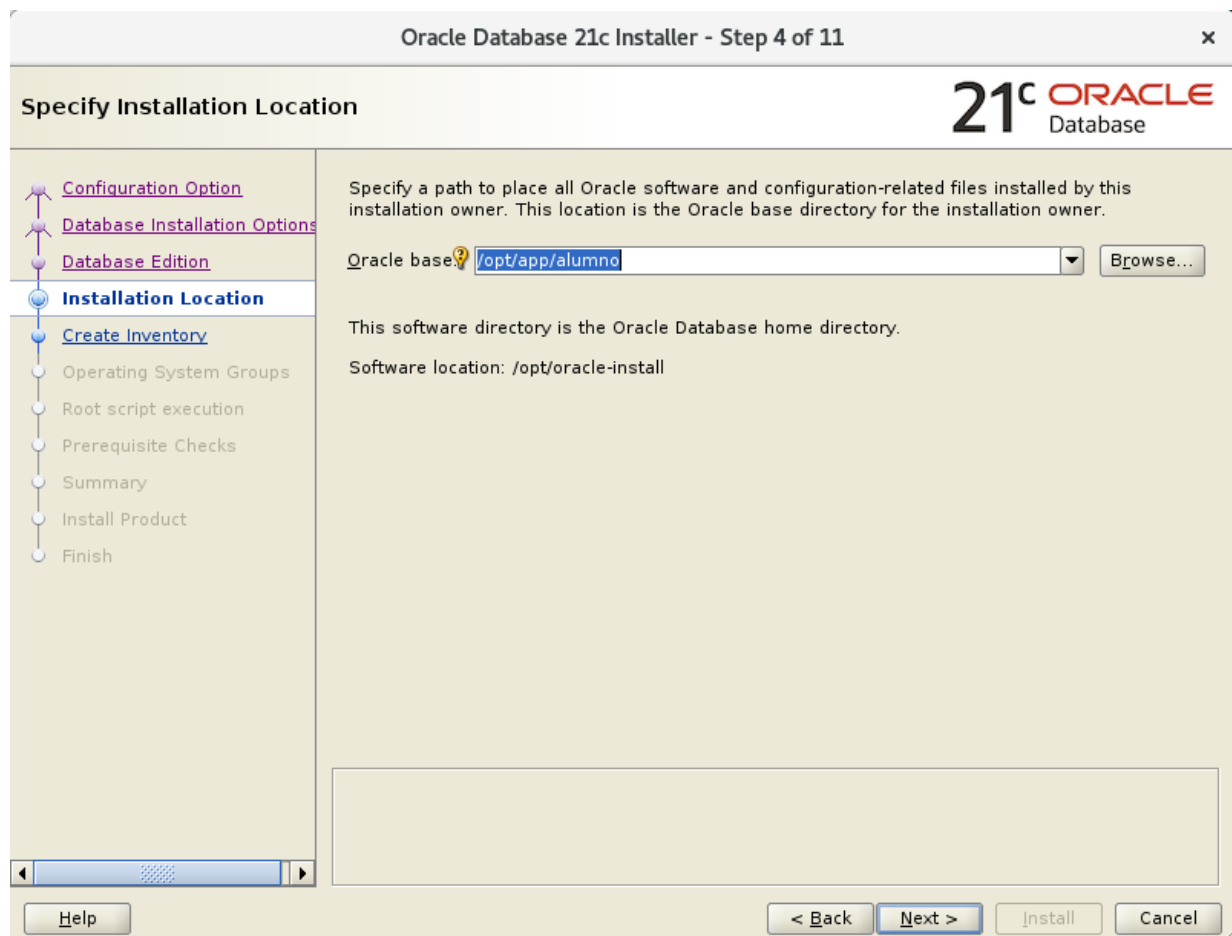 Oracle Database 21c Installer - Step 4 of 11
×
Specify Installation Location
21c ORACLE
Database
Configuration Option
Database Installation Options
Database Edition
Installation Location
Create Inventory
Operating System Groups
Root script execution
Prerequisite Checks
Summary
Install Product
Finish
Specify a path to place all Oracle software and configuration-related files installed by this
installation owner. This location is the Oracle base directory for the installation owner.
Oracle base: /opt/app/alumno
Browse...
This software directory is the Oracle Database home directory.
Software location: /opt/oracle-install
Help
< Back
Next >
Install
Cancel